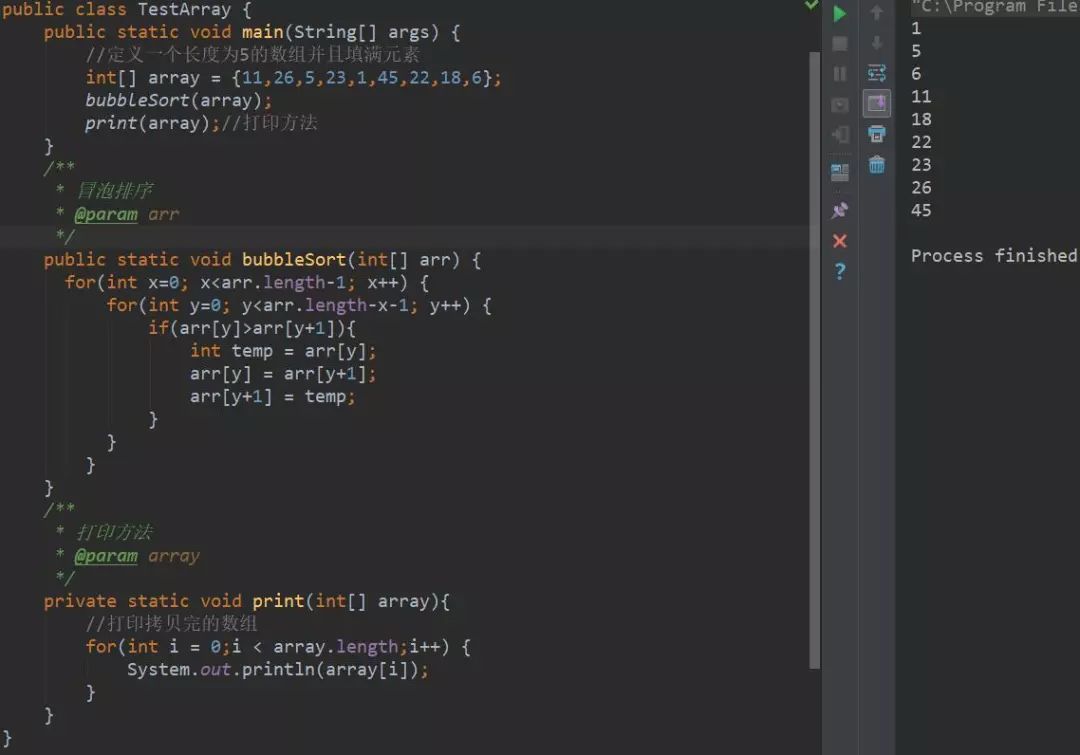 public class TestArray {
public static void main(String[] args) {
//定义一个长度为5的数组并且填满元素
int[] array = {11,26,5,23,1,45,22,18,6};
bubbleSort(array);
print(array);//打印方法
}
/**
* 冒泡排序
* @param arr
*/
public static void bubbleSort(int[] arr) {
for(int x=0; x<arr.length-1; x++) {
for(int y=0; y<arr.length-x-1; y++) {
if(arr[y]>arr[y+1]){
int temp = arr[y];
arr[y] = arr[y+1];
arr[y+1] = temp;
}
}
}
}
/**
* 打印方法
* @param array
*/
private static void print(int[] array){
//打印拷贝完的数组
for(int i = 0;i < array.length;i++) {
System.out.println(array[i]);
}
}
}
"C:\Program File
1
5
6
11
18
22
23
26
45
Process finished